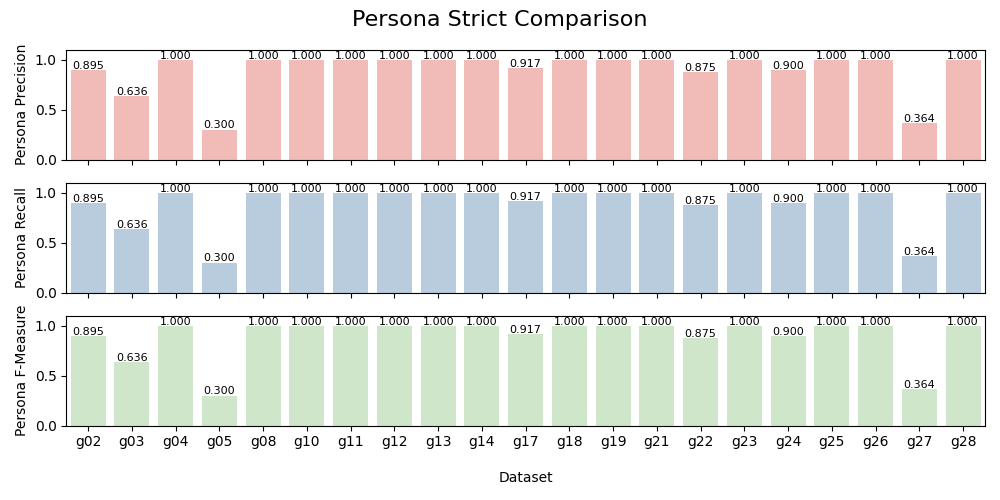 Persona Strict Comparison
Persona Precision
1.0
0.5
0.0
0.895 0.636 1.000 0.300 1.000 1.000 1.000 1.000 1.000 1.000 0.917 1.000 1.000 1.000 0.875 1.000 0.900 1.000 1.000 0.364 1.000
Persona Recall
1.0
0.5
0.0
0.895 0.636 1.000 0.300 1.000 1.000 1.000 1.000 1.000 1.000 0.917 1.000 1.000 1.000 0.875 1.000 0.900 1.000 1.000 0.364 1.000
Persona F-Measure
1.0
0.5
0.0
0.895 0.636 1.000 0.300 1.000 1.000 1.000 1.000 1.000 1.000 0.917 1.000 1.000 1.000 0.875 1.000 0.900 1.000 1.000 0.364 1.000
g02 g03 g04 g05 g08 g10 g11 g12 g13 g14 g17 g18 g19 g21 g22 g23 g24 g25 g26 g27 g28
Dataset